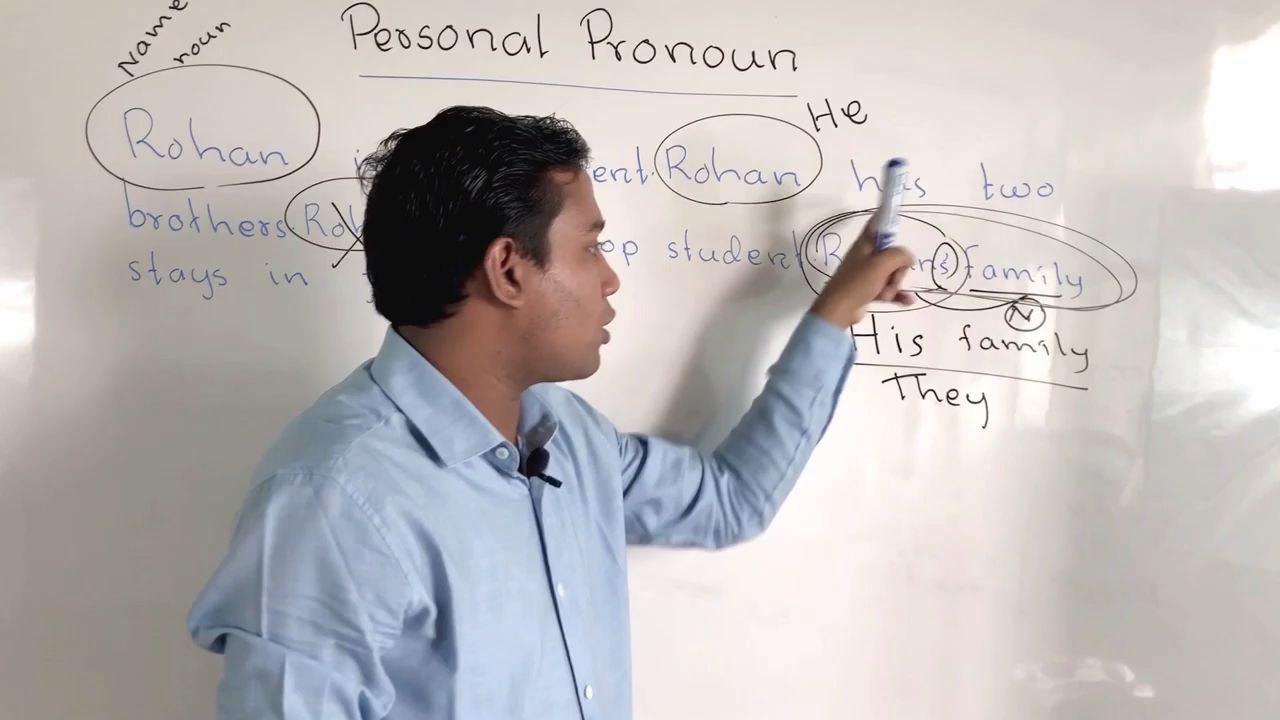 Name
noun
Personal Pronoun
He
Rohan Rohan has two
brothers. student family
stays in
N
His family
They